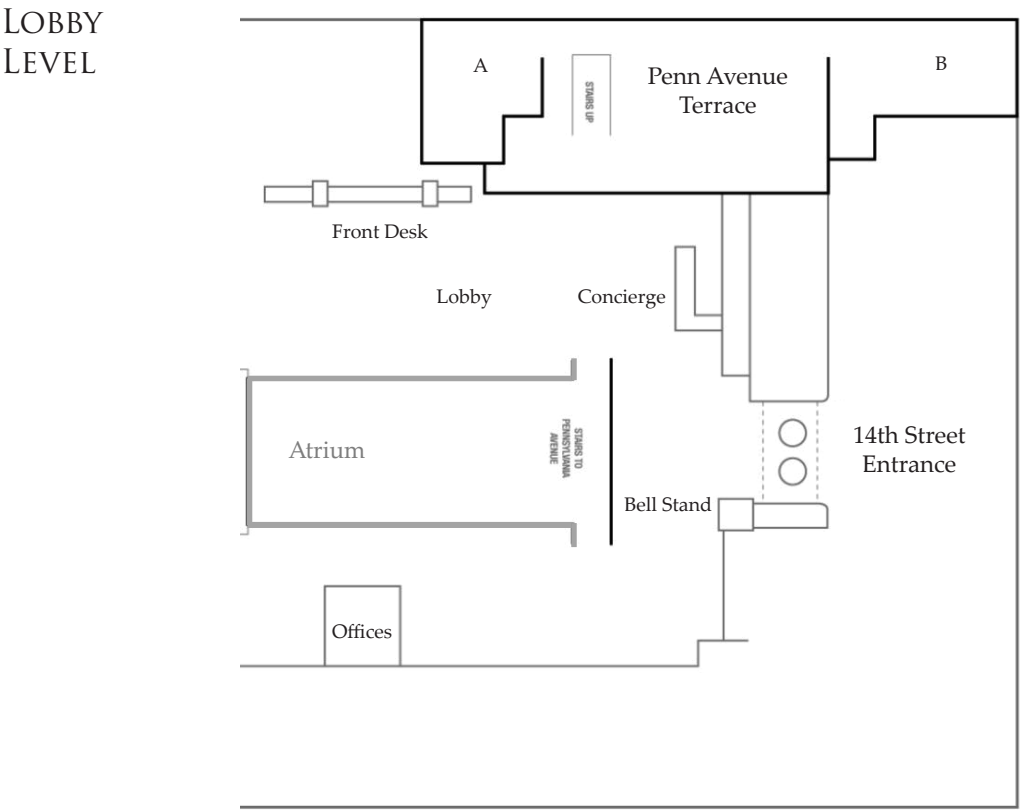 LOBBY
LEVEL
A
STAIRS UP
Penn Avenue
Terrace
B
Front Desk
Lobby
Concierge
Atrium
STAIRS TO
PENNSYLVANIA
AVENUE
14th Street
Entrance
Bell Stand
Offices